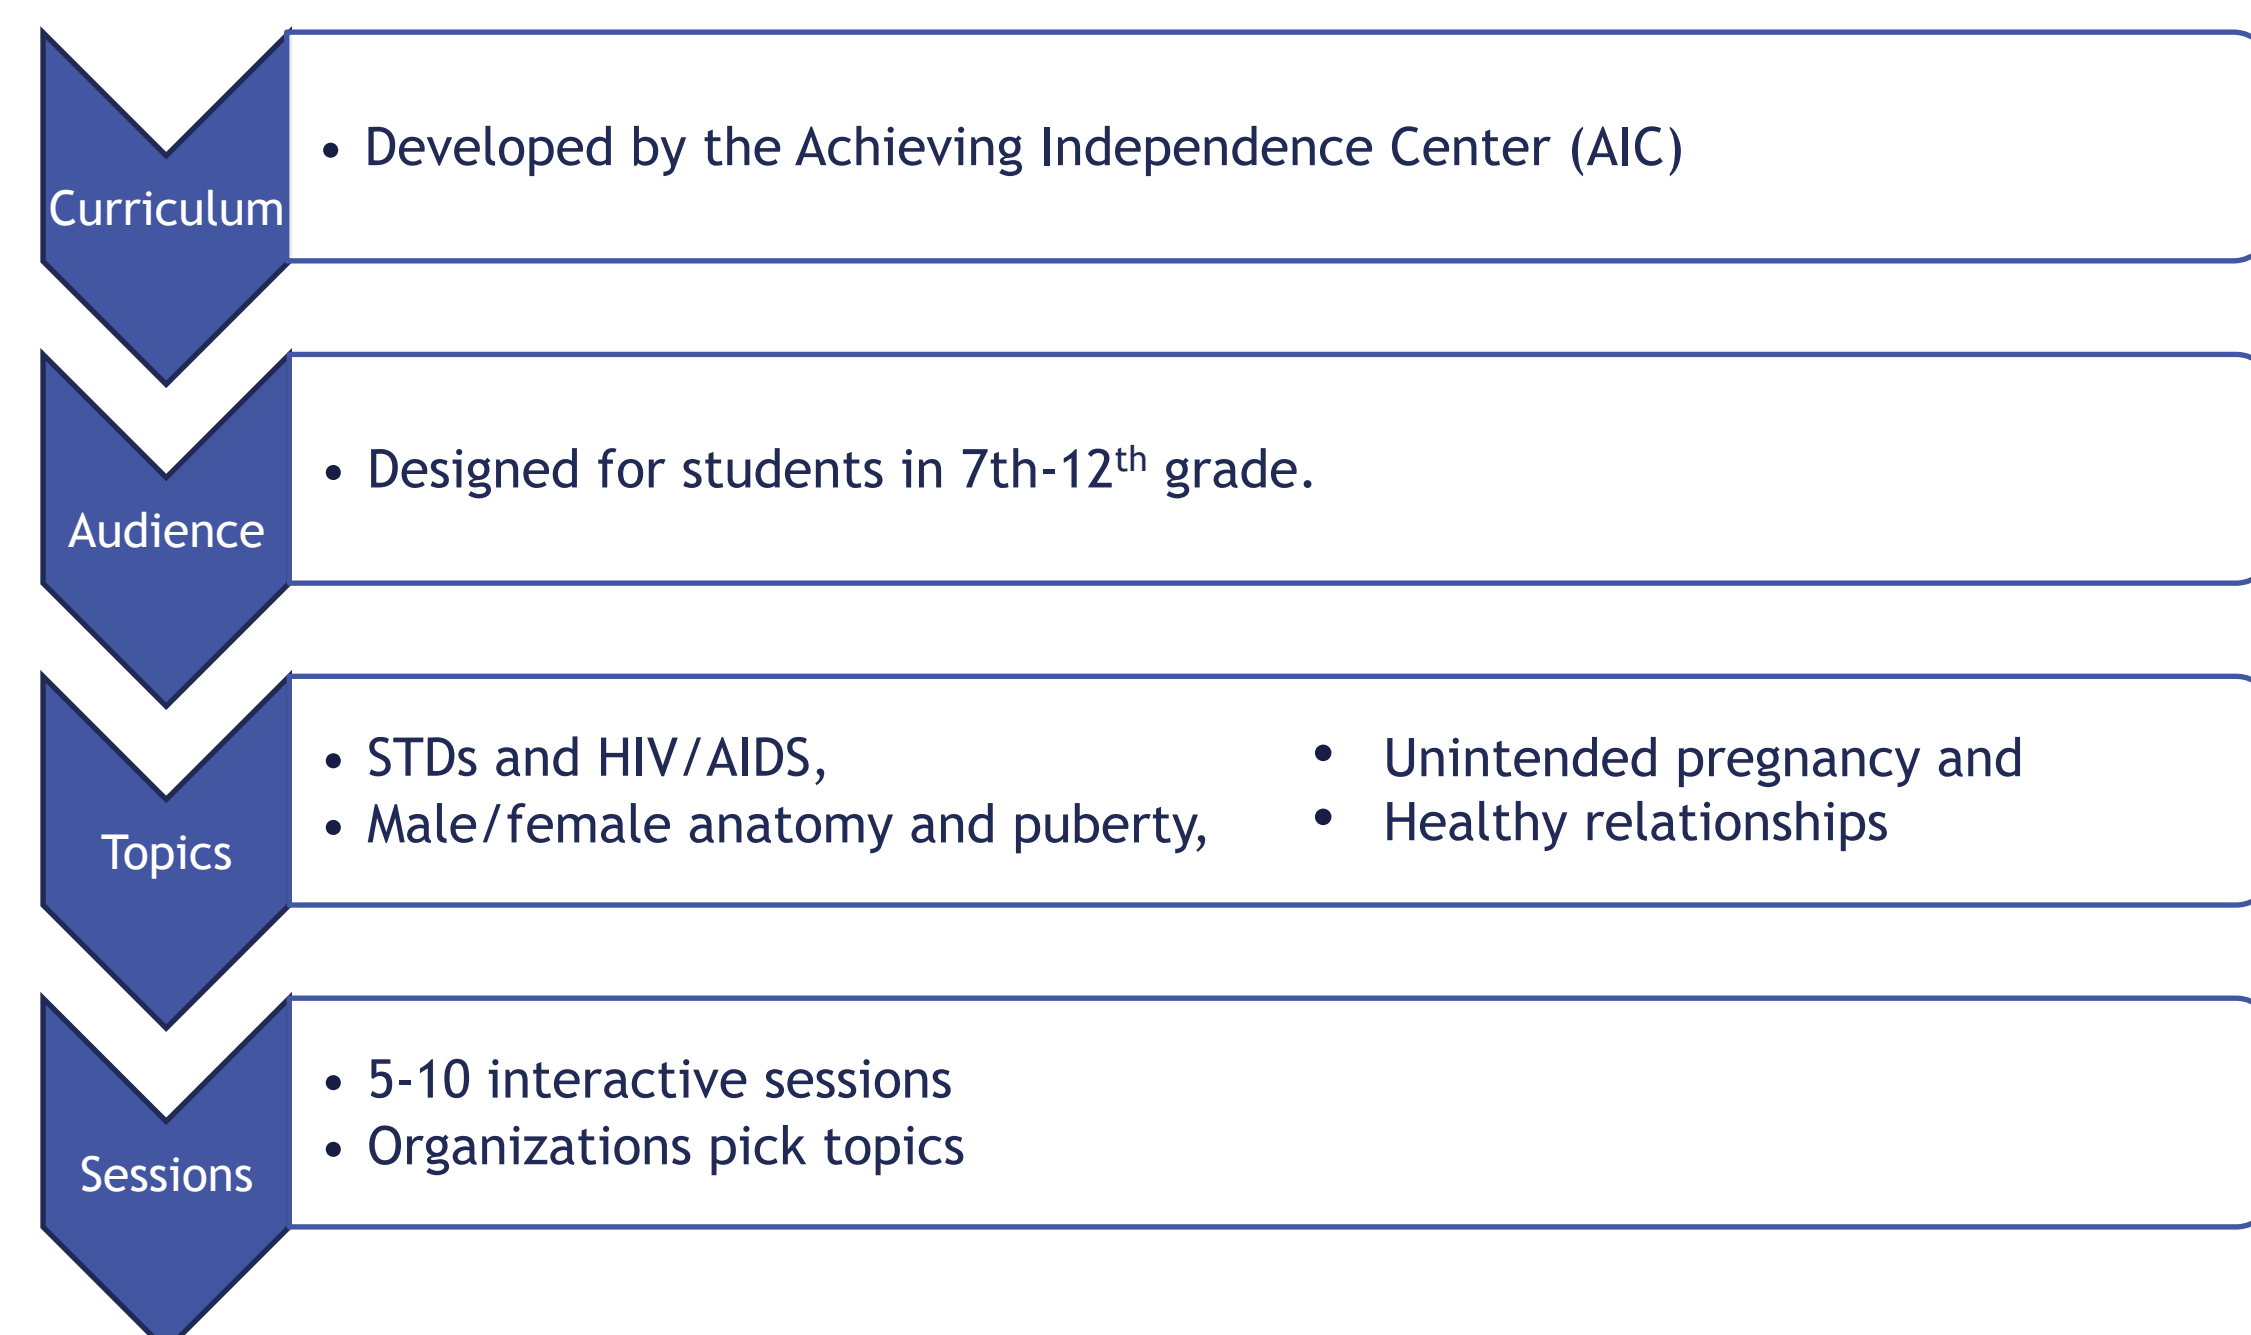 Curriculum
• Developed by the Achieving Independence Center (AIC)
Audience
• Designed for students in 7th-12th grade.
Topics
• STDs and HIV/AIDS,
• Male/female anatomy and puberty,
• Unintended pregnancy and
• Healthy relationships
Sessions
• 5-10 interactive sessions
• Organizations pick topics